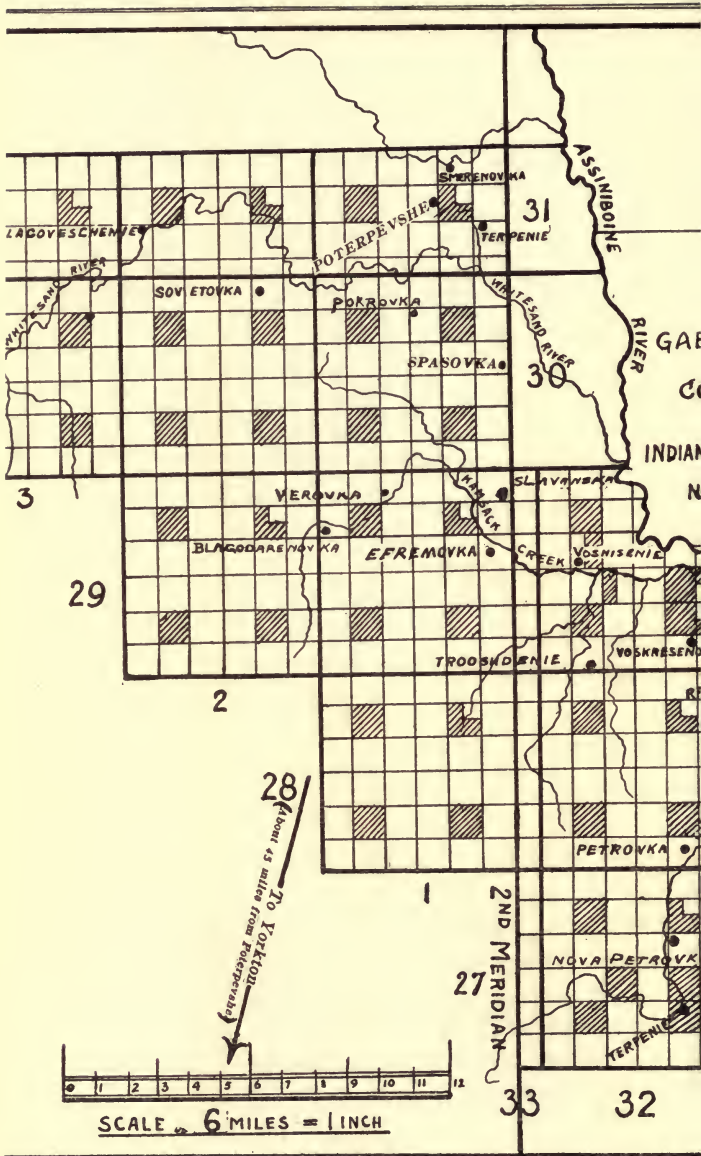 ASSINIBOINE
RIVER
SMERENOVKA
POTERPEVSHE
31
TERPENIE
LAGOVESCHENIE
WHITESAND RIVER
SOVIETOVKA
POKROVKA
WHITESAND RIVER
SPASOVKA
30
GAB
CO
INDIAN
N
3
VEROVKA
KAMSACK
CREEK
SLAVANSKA
BLAGODARENOVKA
EFREMOVKA
VOSNISENIE
29
TROOSHDENIE
VOSKRESENO
2
RE
28
To Yorkton
(About 45 miles from Poterpevshe)
PETROVKA
1
2ND MERIDIAN
27
NOVA PETROVK
TERPENIE
0 1 2 3 4 5 6 7 8 9 10 11 12
SCALE 6 MILES = 1 INCH
33
32